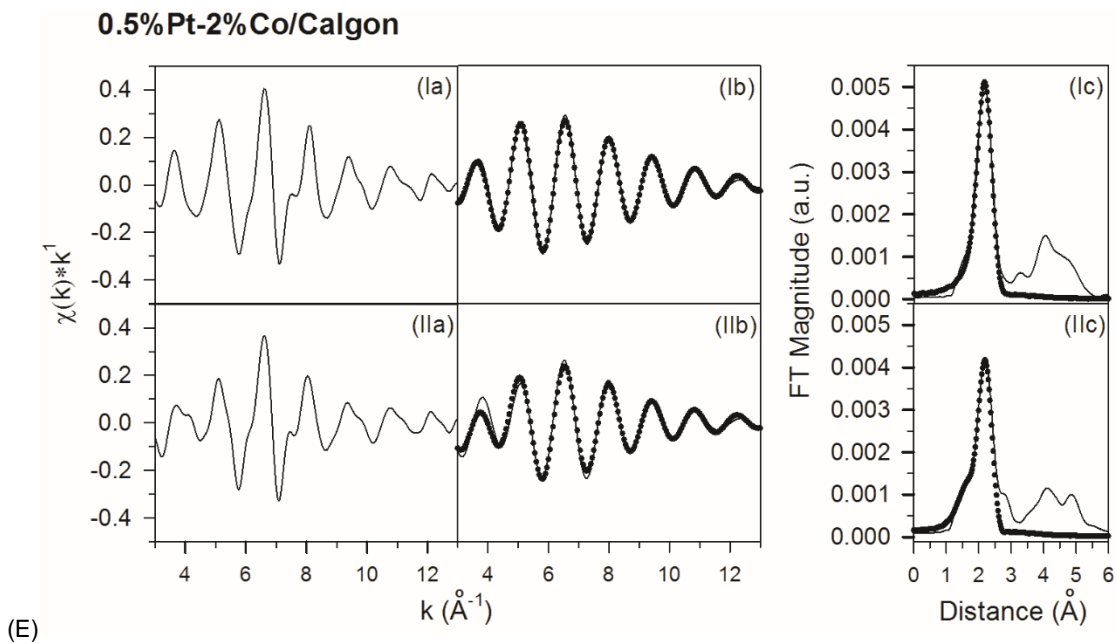 0.5%Pt-2%Co/Calgon
(Ia)
(Ib)
(Ic)
0.4
0.2
0.0
-0.2
-0.4
0.005
0.004
0.003
0.002
0.001
0.000
(IIa)
(IIb)
(IIc)
0.4
0.2
0.0
-0.2
-0.4
0.005
0.004
0.003
0.002
0.001
0.000
χ(k)*k¹
FT Magnitude (a.u.)
4 6 8 10 12 4 6 8 10 12
0 1 2 3 4 5 6
k (Å⁻¹)
Distance (Å)
(E)